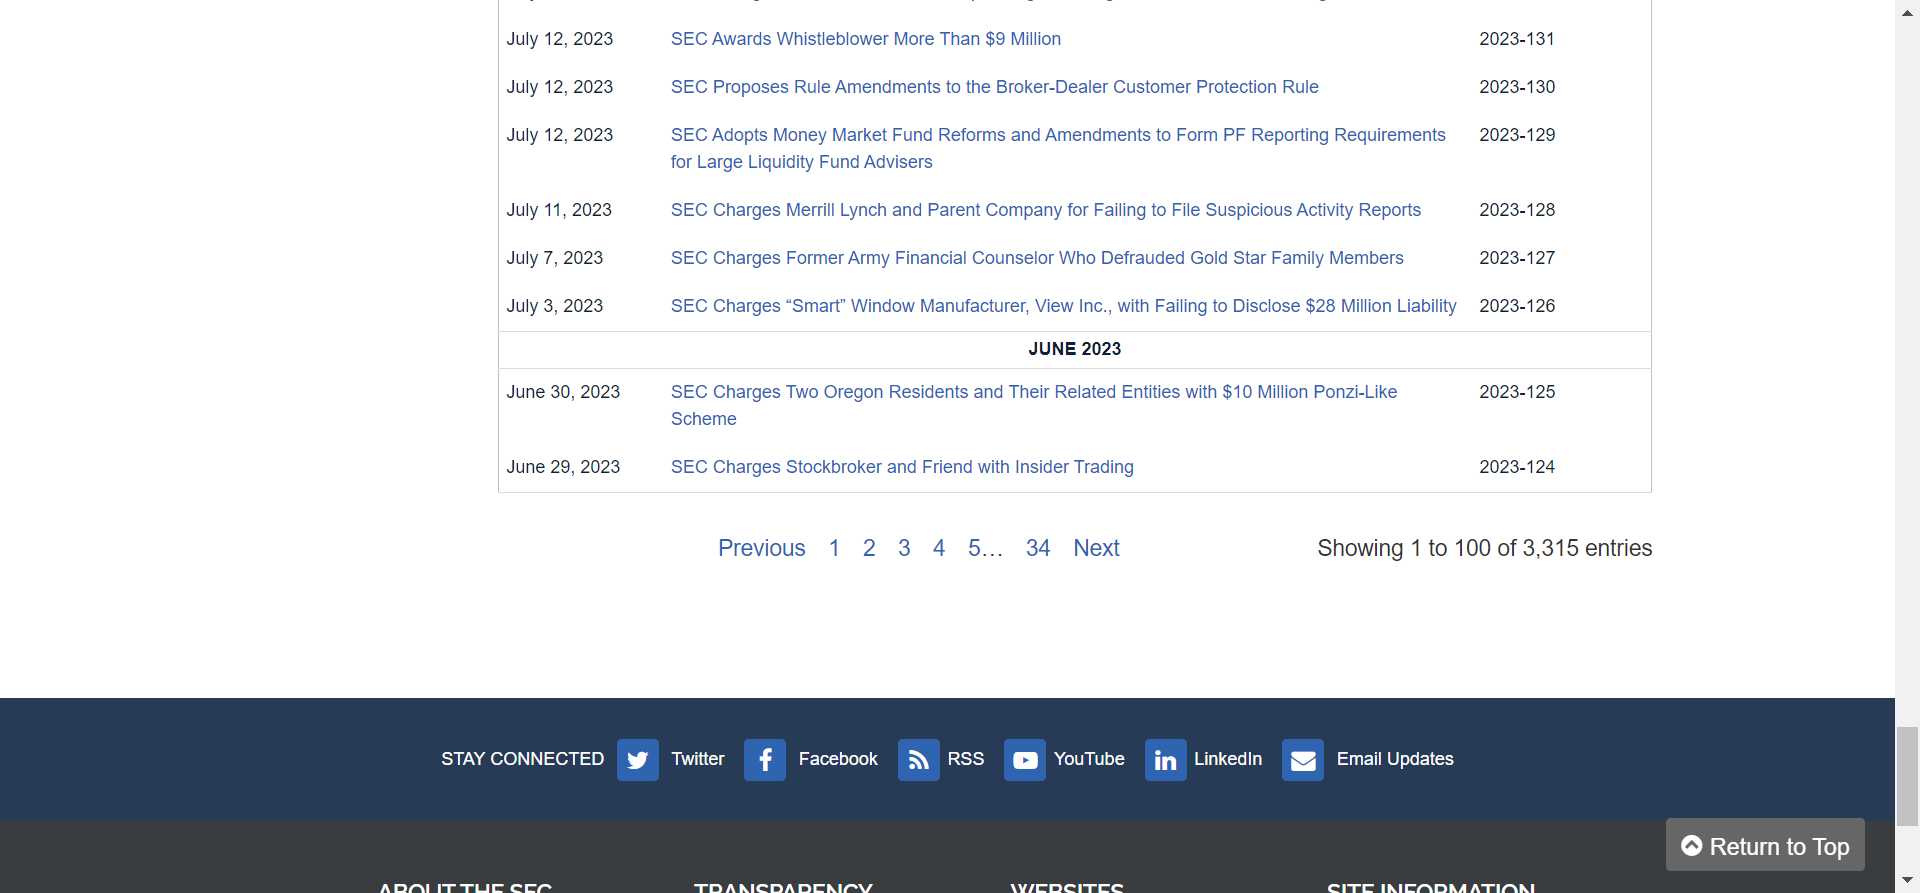 July 12, 2023 SEC Awards Whistleblower More Than $9 Million 2023-131
July 12, 2023 SEC Proposes Rule Amendments to the Broker-Dealer Customer Protection Rule 2023-130
July 12, 2023 SEC Adopts Money Market Fund Reforms and Amendments to Form PF Reporting Requirements 2023-129
for Large Liquidity Fund Advisers
July 11, 2023 SEC Charges Merrill Lynch and Parent Company for Failing to File Suspicious Activity Reports 2023-128
July 7, 2023 SEC Charges Former Army Financial Counselor Who Defrauded Gold Star Family Members 2023-127
July 3, 2023 SEC Charges “Smart” Window Manufacturer, View Inc., with Failing to Disclose $28 Million Liability 2023-126
JUNE 2023
June 30, 2023 SEC Charges Two Oregon Residents and Their Related Entities with $10 Million Ponzi-Like 2023-125
Scheme
June 29, 2023 SEC Charges Stockbroker and Friend with Insider Trading 2023-124
Previous 1 2 3 4 5… 34 Next Showing 1 to 100 of 3,315 entries
STAY CONNECTED Twitter Facebook RSS YouTube LinkedIn Email Updates
Return to Top
ABOUT THE SEC TRANSPARENCY WEBSITES SITE INFORMATION